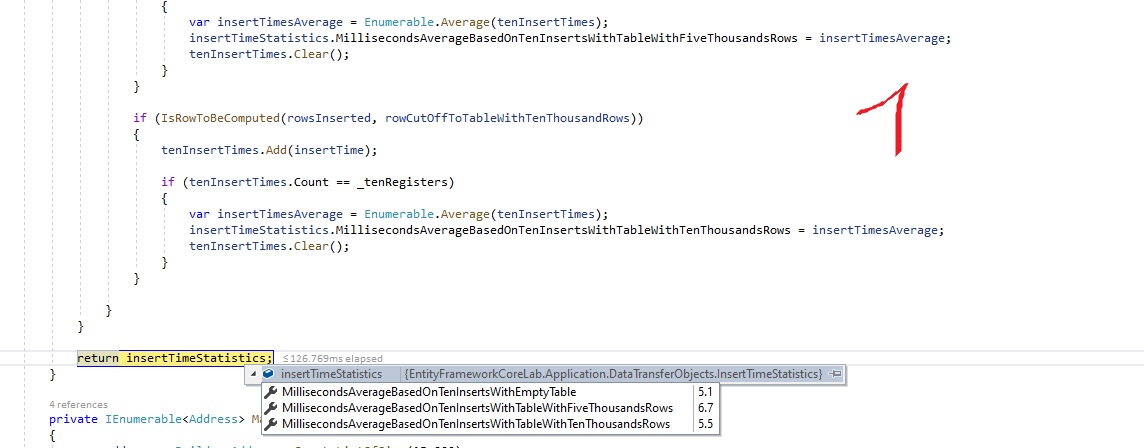 {
var insertTimesAverage = Enumerable.Average(tenInsertTimes);
insertTimeStatistics.MillisecondsAverageBasedOnTenInsertsWithTableWithFiveThousandsRows = insertTimesAverage;
tenInsertTimes.Clear();
}
}
if (IsRowToBeComputed(rowsInserted, rowCutOffToTableWithTenThousandRows))
{
tenInsertTimes.Add(insertTime);
if (tenInsertTimes.Count == _tenRegisters)
{
var insertTimesAverage = Enumerable.Average(tenInsertTimes);
insertTimeStatistics.MillisecondsAverageBasedOnTenInsertsWithTableWithTenThousandsRows = insertTimesAverage;
tenInsertTimes.Clear();
}
}
}
}
return insertTimeStatistics; ≤126.769ms elapsed
}
insertTimeStatistics {EntityFrameworkCoreLab.Application.DataTransferObjects.InsertTimeStatistics}
MillisecondsAverageBasedOnTenInsertsWithEmptyTable 5.1
MillisecondsAverageBasedOnTenInsertsWithTableWithFiveThousandsRows 6.7
MillisecondsAverageBasedOnTenInsertsWithTableWithTenThousandsRows 5.5
4 references
private IEnumerable<Address>
{
1